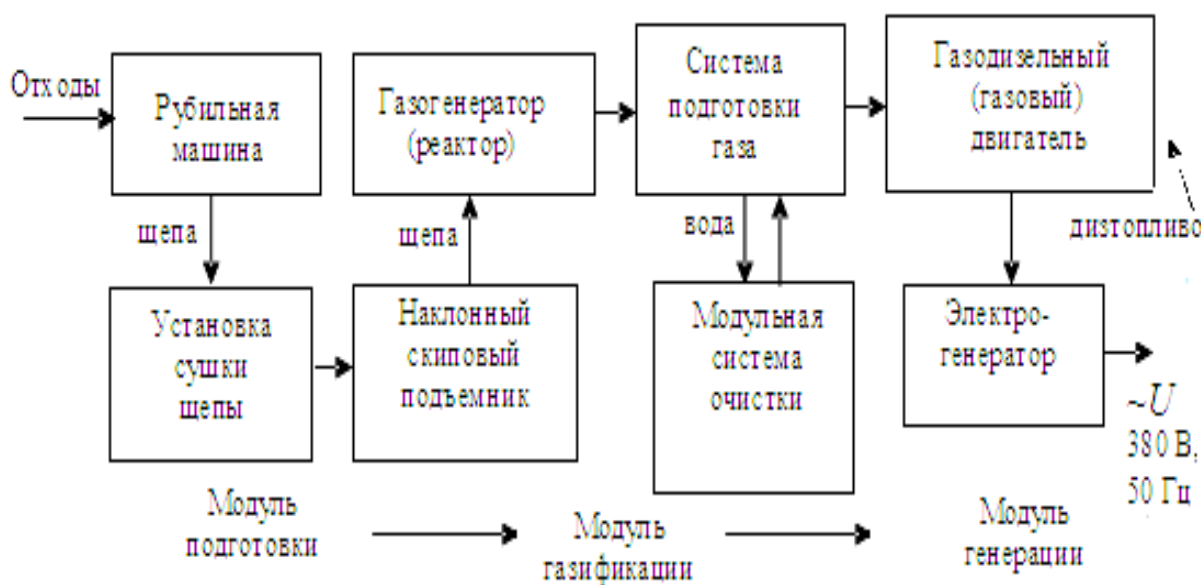 Отходы
Рубильная
машина
Газогенератор
(реактор)
Система
подготовки
газа
Газодизельный
(газовый)
двигатель
щепа
щепа
вода
дизтопливо
Установка
сушки
щепы
Наклонный
скиповый
подъемник
Модульная
система
очистки
Электро-
генератор
~U
380 В,
50 Гц
Модуль
подготовки
Модуль
газификации
Модуль
генерации